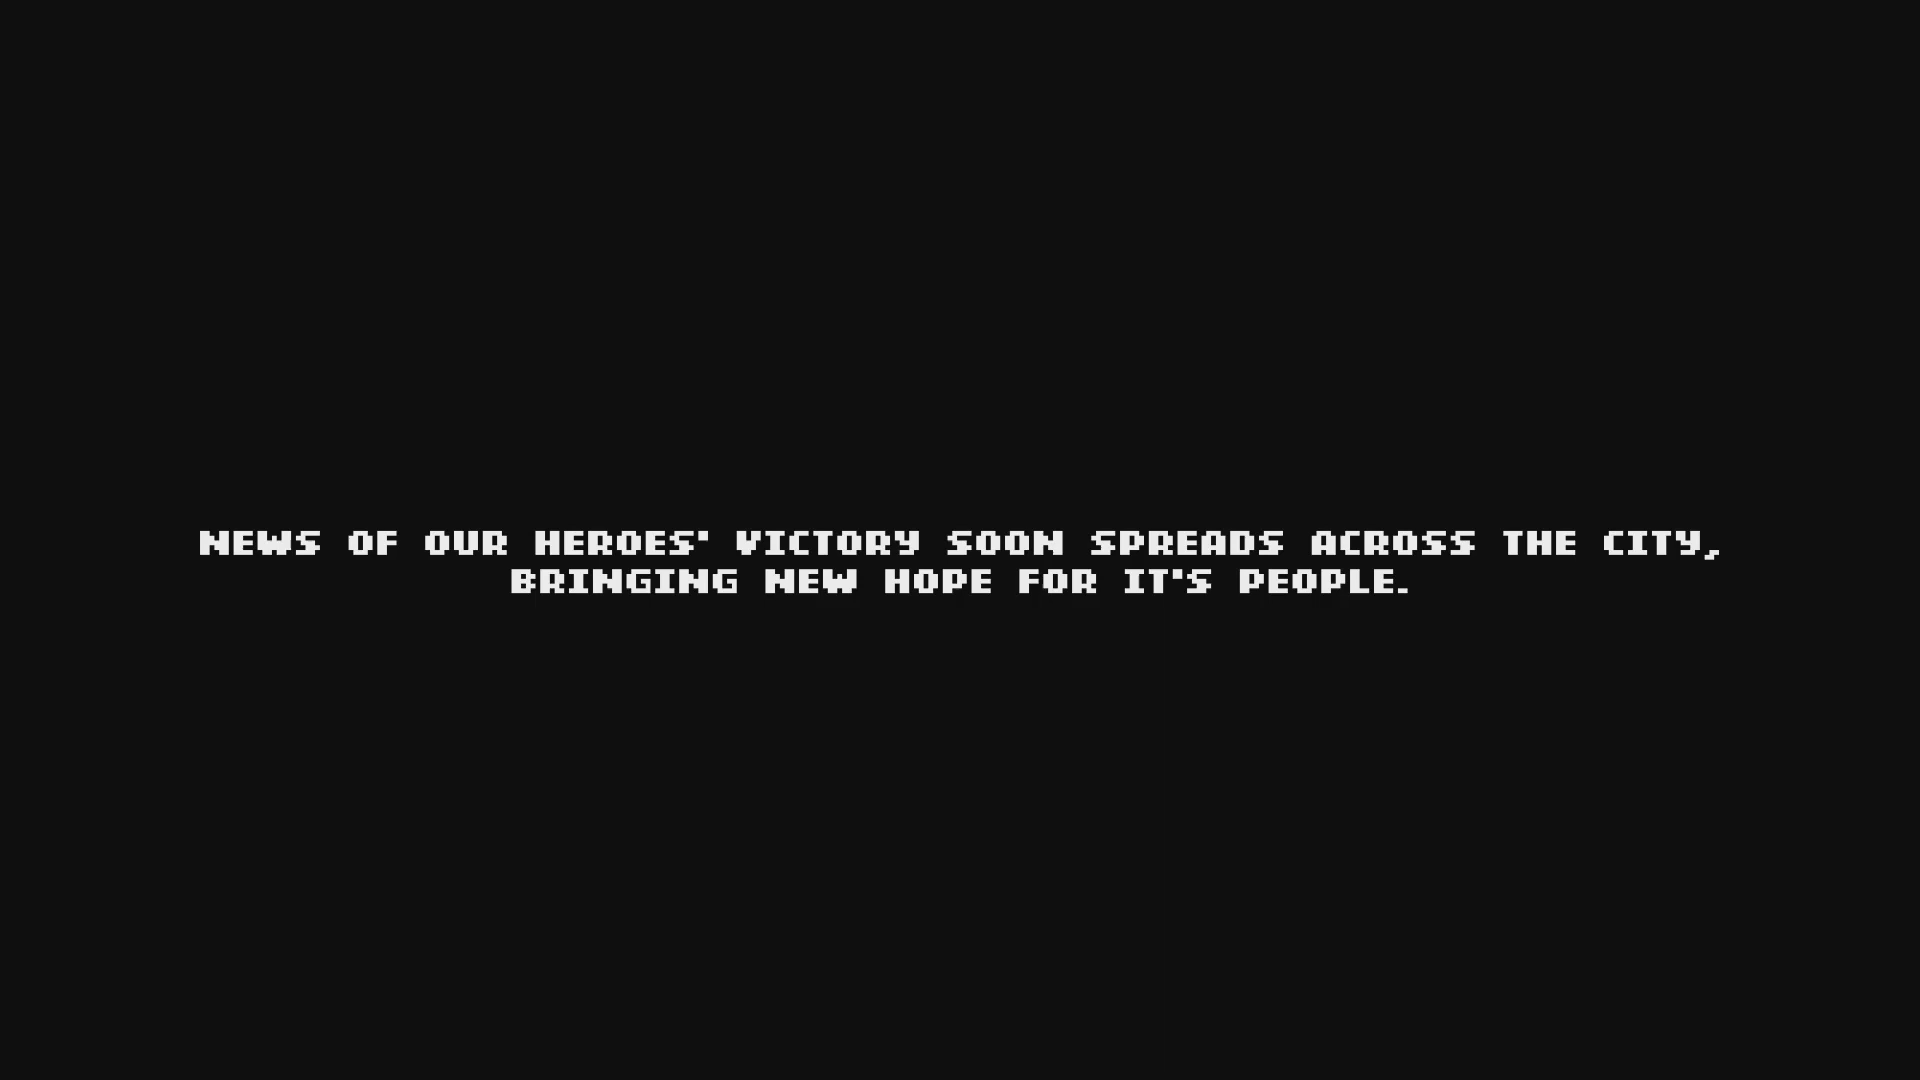 NEWS OF OUR HEROES' VICTORY SOON SPREADS ACROSS THE CITY,
BRINGING NEW HOPE FOR IT'S PEOPLE.